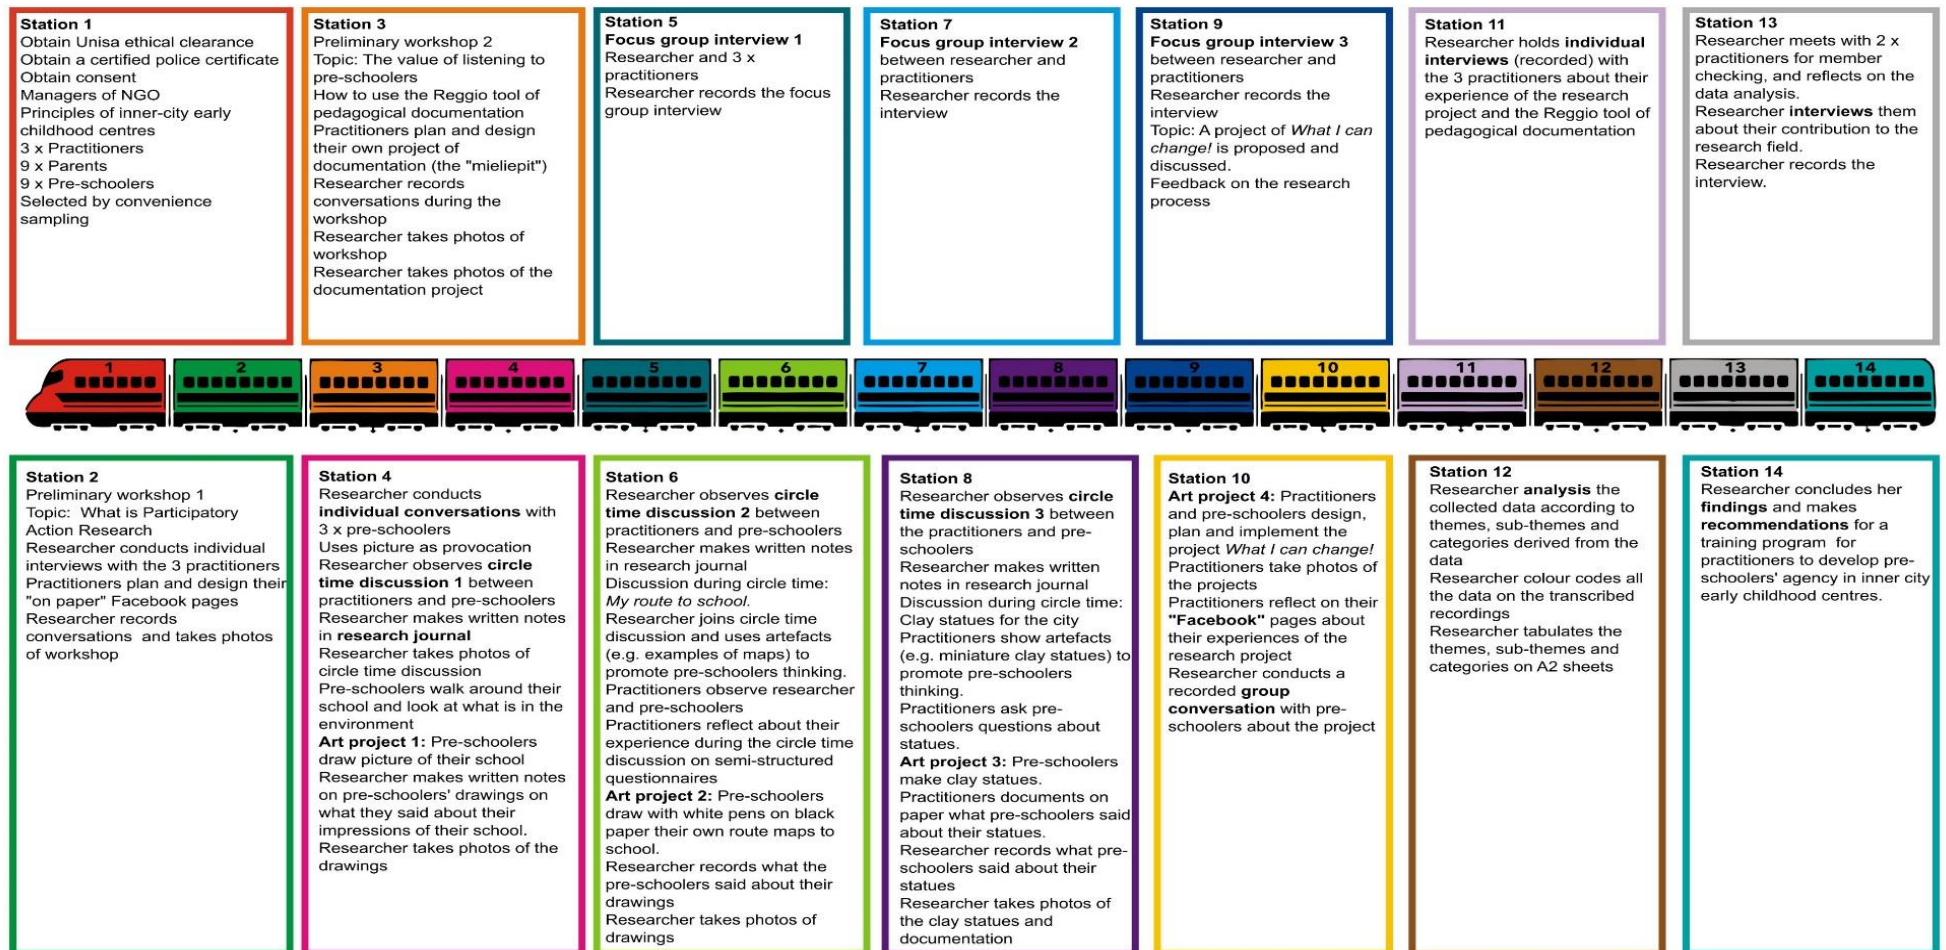 Station 1
Obtain Unisa ethical clearance
Obtain a certified police certificate
Obtain consent
Managers of NGO
Principles of inner-city early
childhood centres
3 x Practitioners
9 x Parents
9 x Pre-schoolers
Selected by convenience
sampling
Station 3
Preliminary workshop 2
Topic: The value of listening to
pre-schoolers
How to use the Reggio tool of
pedagogical documentation
Practitioners plan and design
their own project of
documentation (the "mieliepit")
Researcher records
conversations during the
workshop
Researcher takes photos of
workshop
Researcher takes photos of the
documentation project
Station 5
Focus group interview 1
Researcher and 3 x
practitioners
Researcher records the focus
group interview
Station 7
Focus group interview 2
between researcher and
practitioners
Researcher records the
interview
Station 9
Focus group interview 3
between researcher and
practitioners
Researcher records the
interview
Topic: A project of What I can
change! is proposed and
discussed.
Feedback on the research
process
Station 11
Researcher holds individual
interviews (recorded) with
the 3 practitioners about their
experience of the research
project and the Reggio tool of
pedagogical documentation
Station 13
Researcher meets with 2 x
practitioners for member
checking, and reflects on the
data analysis.
Researcher interviews them
about their contribution to the
research field.
Researcher records the
interview.
1 2 3 4 5 6 7 8 9 10 11 12 13 14
Station 2
Preliminary workshop 1
Topic: What is Participatory
Action Research
Researcher conducts individual
interviews with the 3 practitioners
Practitioners plan and design their
"on paper" Facebook pages
Researcher records
conversations and takes photos
of workshop
Station 4
Researcher conducts
individual conversations with
3 x pre-schoolers
Uses picture as provocation
Researcher observes circle
time discussion 1 between
practitioners and pre-schoolers
Researcher makes written notes
in research journal
Researcher takes photos of
circle time discussion
Pre-schoolers walk around their
school and look at what is in the
environment
Art project 1: Pre-schoolers
draw picture of their school
Researcher makes written notes
on pre-schoolers' drawings on
what they said about their
impressions of their school.
Researcher takes photos of the
drawings
Station 6
Researcher observes circle
time discussion 2 between
practitioners and pre-schoolers
Researcher makes written notes
in research journal
Discussion during circle time:
My route to school.
Researcher joins circle time
discussion and uses artefacts
(e.g. examples of maps) to
promote pre-schoolers thinking.
Practitioners observe researcher
and pre-schoolers
Practitioners reflect about their
experience during the circle time
discussion on semi-structured
questionnaires
Art project 2: Pre-schoolers
draw with white pens on black
paper their own route maps to
school.
Researcher records what the
pre-schoolers said about their
drawings
Researcher takes photos of
drawings
Station 8
Researcher observes circle
time discussion 3 between
the practitioners and pre-
schoolers
Researcher makes written
notes in research journal
Discussion during circle time:
Clay statues for the city
Practitioners show artefacts
(e.g. miniature clay statues) to
promote pre-schoolers
thinking.
Practitioners ask pre-
schoolers questions about
statues.
Art project 3: Pre-schoolers
make clay statues.
Practitioners documents on
paper what pre-schoolers said
about their statues.
Researcher records what pre-
schoolers said about their
statues
Researcher takes photos of
the clay statues and
documentation
Station 10
Art project 4: Practitioners
and pre-schoolers design,
plan and implement the
project What I can change!
Practitioners take photos of
the projects
Practitioners reflect on their
"Facebook" pages about
their experiences of the
research project
Researcher conducts a
recorded group
conversation with pre-
schoolers about the project
Station 12
Researcher analysis the
collected data according to
themes, sub-themes and
categories derived from the
data
Researcher colour codes all
the data on the transcribed
recordings
Researcher tabulates the
themes, sub-themes and
categories on A2 sheets
Station 14
Researcher concludes her
findings and makes
recommendations for a
training program for
practitioners to develop pre-
schoolers' agency in inner city
early childhood centres.